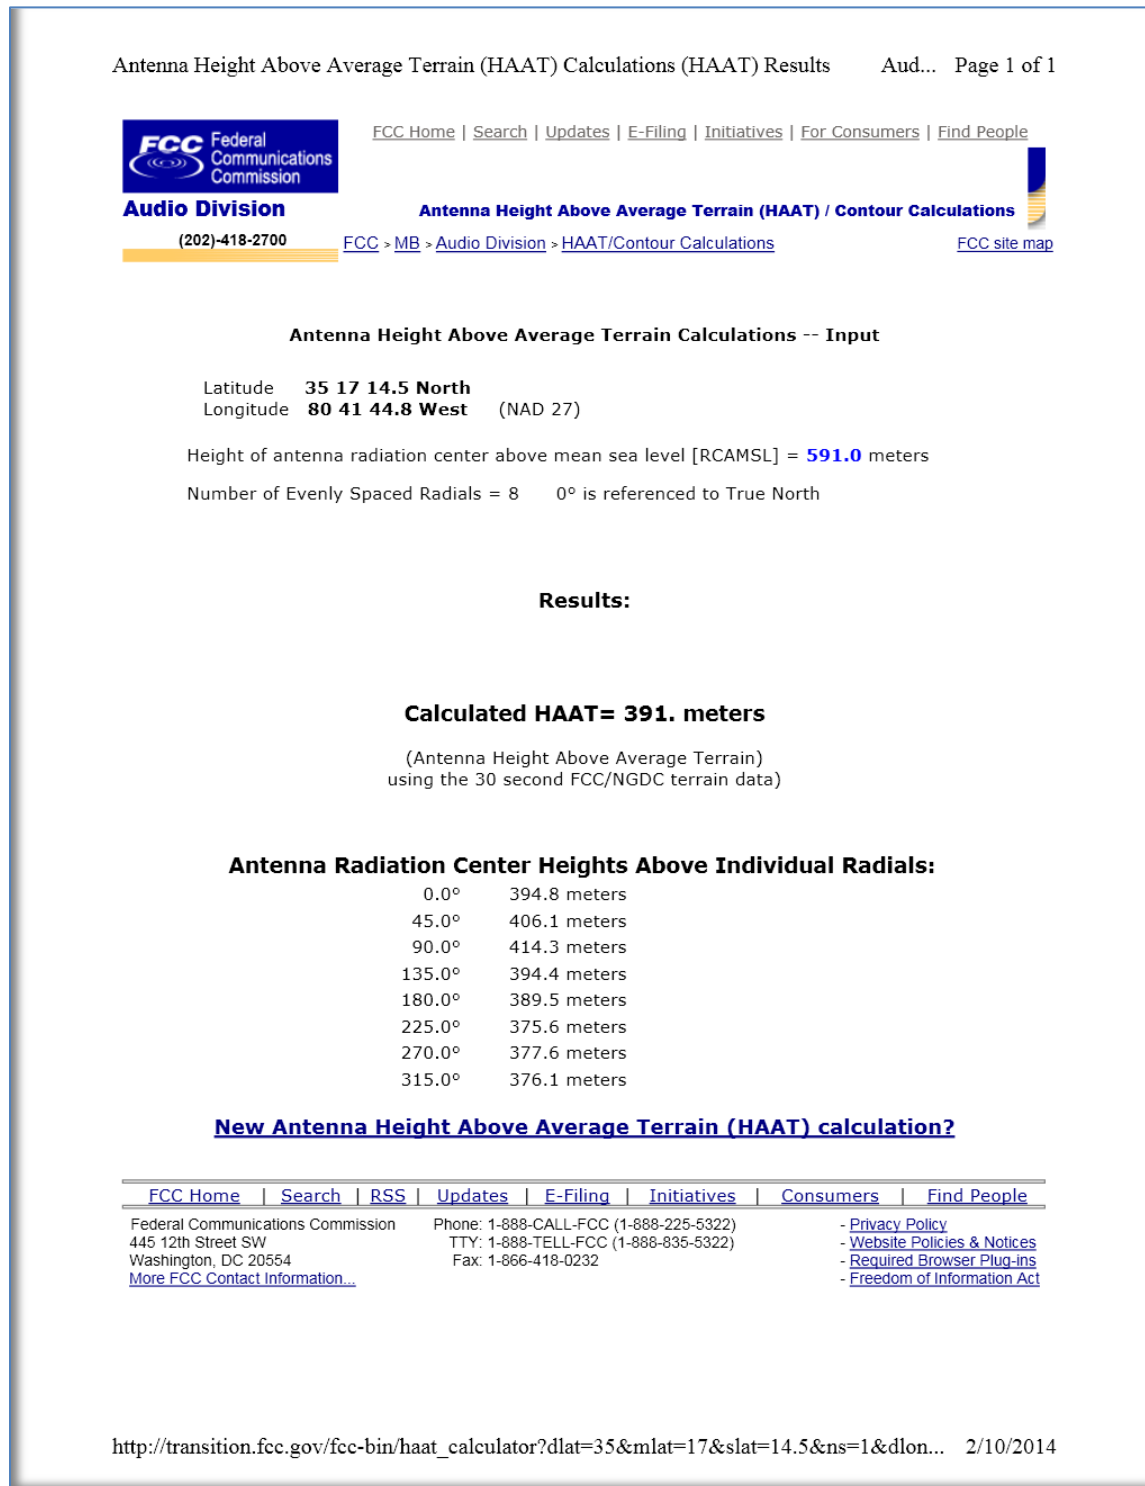 Antenna Height Above Average Terrain (HAAT) Calculations (HAAT) Results Aud... Page 1 of 1
FCC Federal Communications Commission
FCC Home | Search | Updates | E-Filing | Initiatives | For Consumers | Find People
Audio Division
Antenna Height Above Average Terrain (HAAT) / Contour Calculations
(202)-418-2700
FCC > MB > Audio Division > HAAT/Contour Calculations FCC site map
Antenna Height Above Average Terrain Calculations -- Input
Latitude 35 17 14.5 North
Longitude 80 41 44.8 West (NAD 27)
Height of antenna radiation center above mean sea level [RCAMSL] = 591.0 meters
Number of Evenly Spaced Radials = 8 0° is referenced to True North
Results:
Calculated HAAT= 391. meters
(Antenna Height Above Average Terrain)
using the 30 second FCC/NGDC terrain data)
Antenna Radiation Center Heights Above Individual Radials:
0.0° 394.8 meters
45.0° 406.1 meters
90.0° 414.3 meters
135.0° 394.4 meters
180.0° 389.5 meters
225.0° 375.6 meters
270.0° 377.6 meters
315.0° 376.1 meters
New Antenna Height Above Average Terrain (HAAT) calculation?
FCC Home | Search | RSS | Updates | E-Filing | Initiatives | Consumers | Find People
Federal Communications Commission
445 12th Street SW
Washington, DC 20554
More FCC Contact Information...
Phone: 1-888-CALL-FCC (1-888-225-5322)
TTY: 1-888-TELL-FCC (1-888-835-5322)
Fax: 1-866-418-0232
- Privacy Policy
- Website Policies & Notices
- Required Browser Plug-ins
- Freedom of Information Act
http://transition.fcc.gov/fcc-bin/haat_calculator?dlat=35&mlat=17&slat=14.5&ns=1&dlon... 2/10/2014